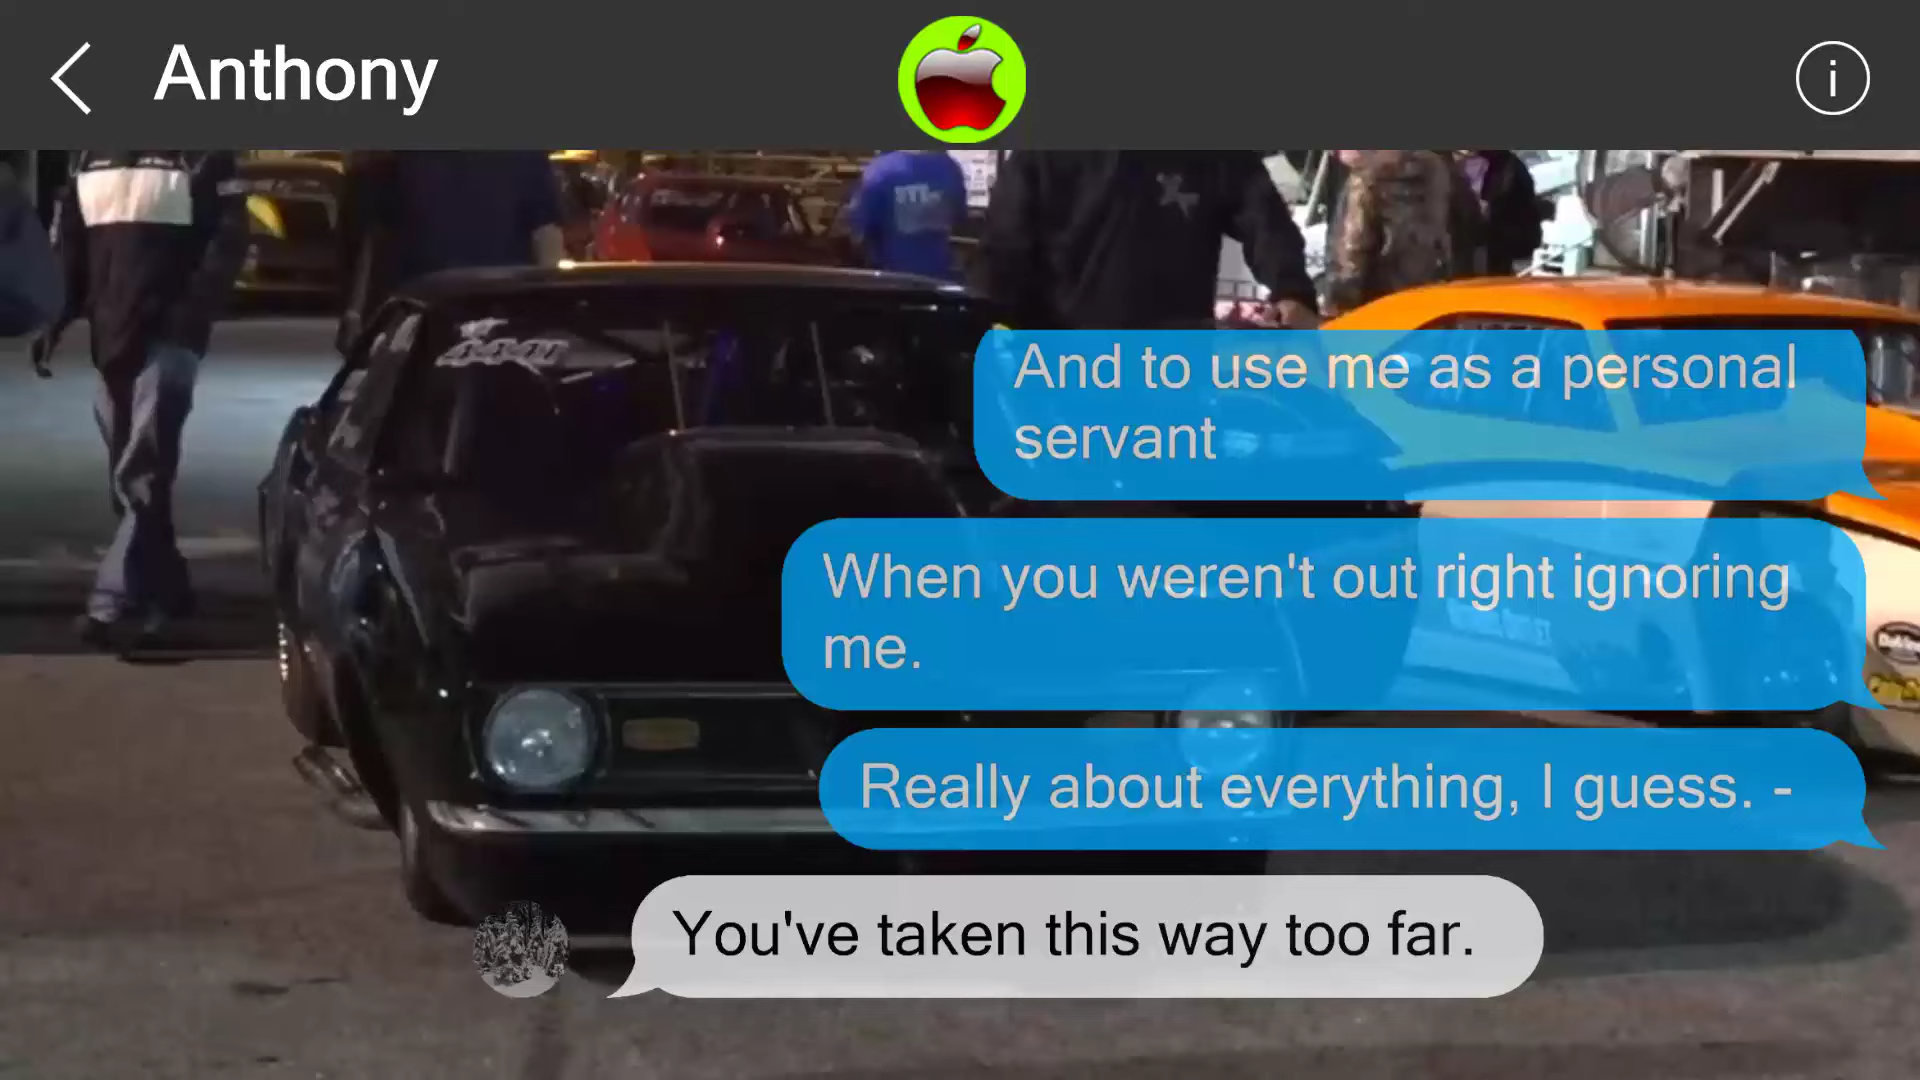 Anthony
And to use me as a personal
servant
When you weren't out right ignoring
me.
Really about everything, I guess. -
You've taken this way too far.